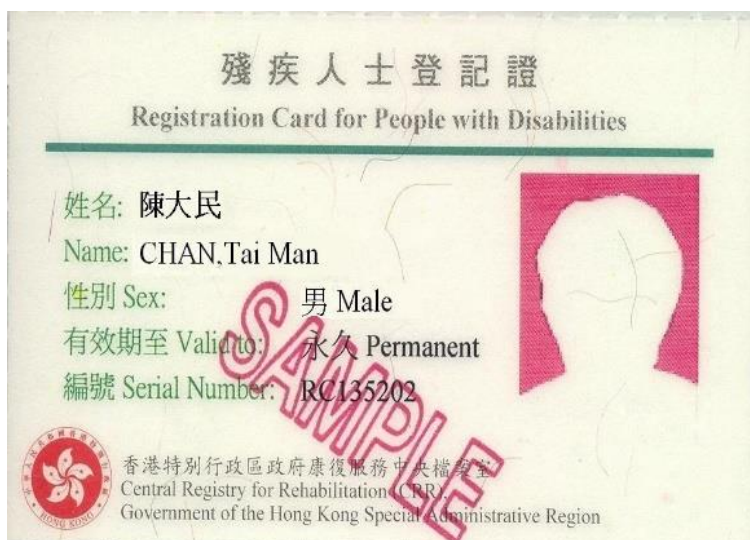 殘疾人士登記證
Registration Card for People with Disabilities
姓名: 陳大民
Name: CHAN,Tai Man
性別 Sex: 男 Male
有效期至 Valid to: 永久 Permanent
編號 Serial Number: RC135202
SAMPLE
香港特別行政區政府康復服務中央檔案室
Central Registry for Rehabilitation (CRR),
Government of the Hong Kong Special Administrative Region
HONG KONG